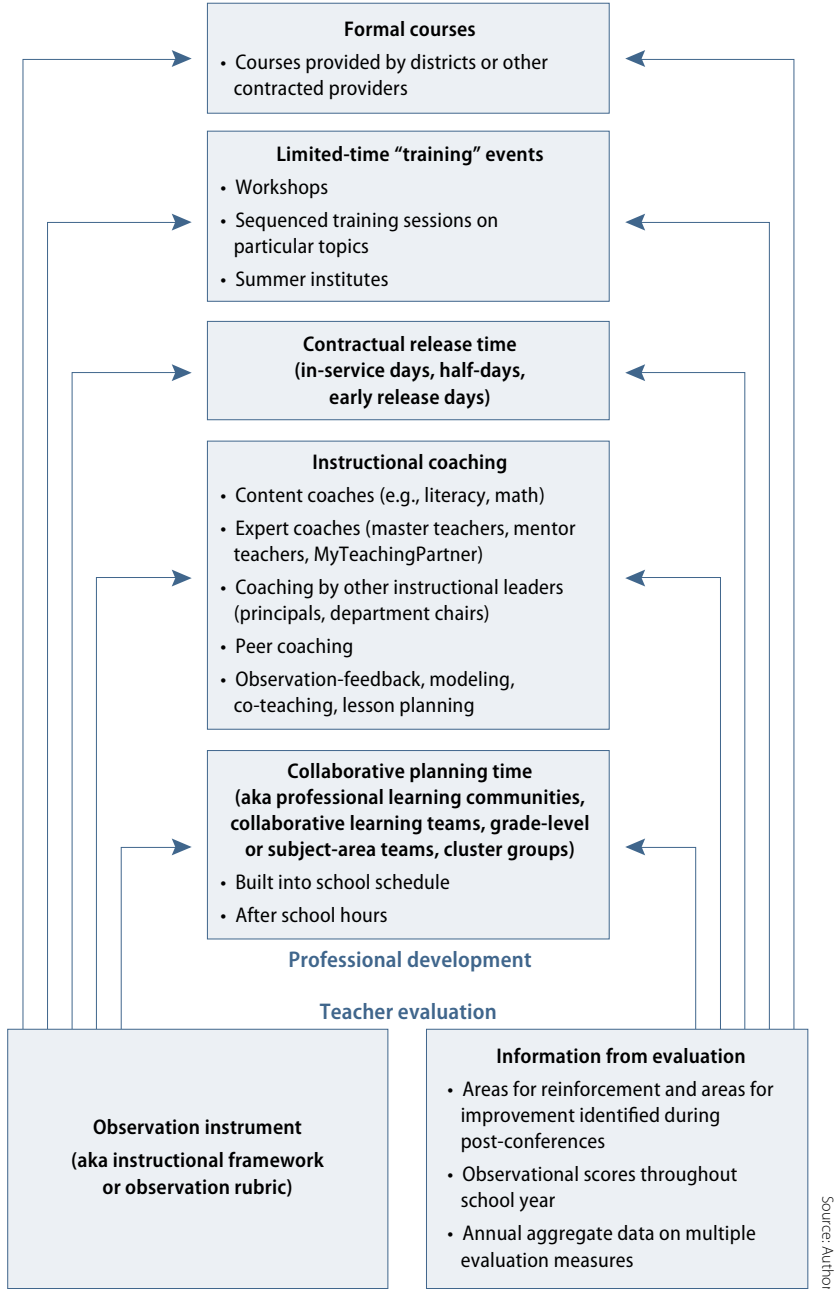 Formal courses
• Courses provided by districts or other
contracted providers
Limited-time “training” events
• Workshops
• Sequenced training sessions on
particular topics
• Summer institutes
Contractual release time
(in-service days, half-days,
early release days)
Instructional coaching
• Content coaches (e.g., literacy, math)
• Expert coaches (master teachers, mentor
teachers, MyTeachingPartner)
• Coaching by other instructional leaders
(principals, department chairs)
• Peer coaching
• Observation-feedback, modeling,
co-teaching, lesson planning
Collaborative planning time
(aka professional learning communities,
collaborative learning teams, grade-level
or subject-area teams, cluster groups)
• Built into school schedule
• After school hours
Professional development
Teacher evaluation
Observation instrument
(aka instructional framework
or observation rubric)
Information from evaluation
• Areas for reinforcement and areas for
improvement identified during
post-conferences
• Observational scores throughout
school year
• Annual aggregate data on multiple
evaluation measures
Source: Author